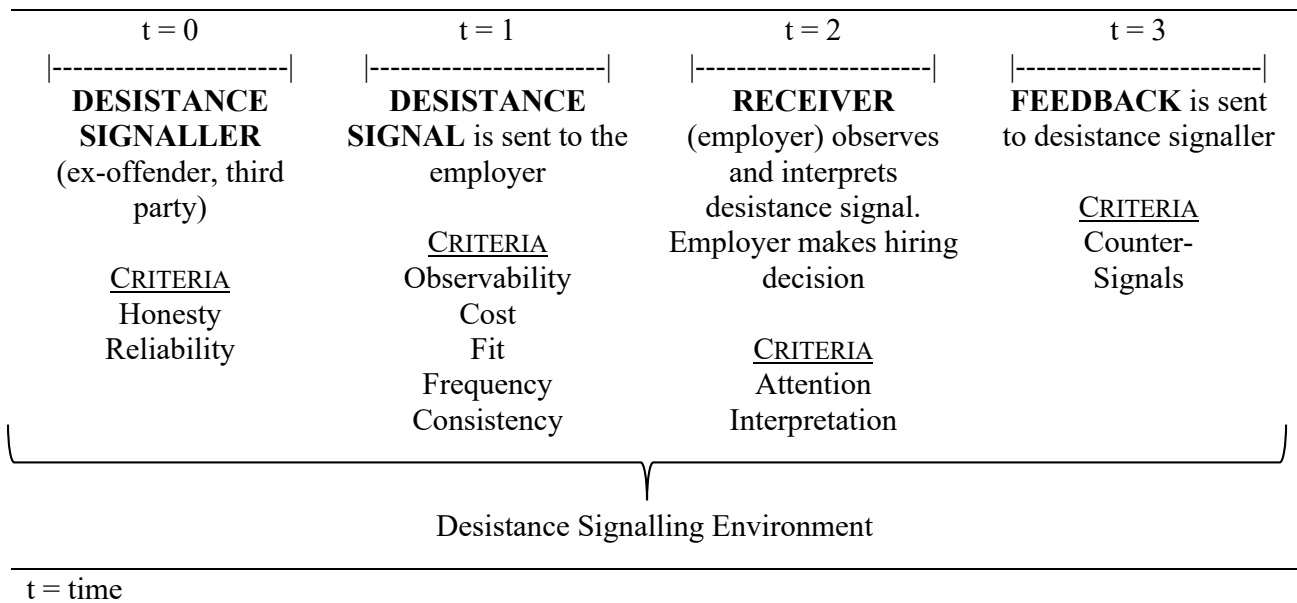 t = 0
|-----------------------|
DESISTANCE
SIGNALLER
(ex-offender, third
party)
CRITERIA
Honesty
Reliability
t = 1
|-----------------------|
DESISTANCE
SIGNAL is sent to the
employer
CRITERIA
Observability
Cost
Fit
Frequency
Consistency
t = 2
|-----------------------|
RECEIVER
(employer) observes
and interprets
desistance signal.
Employer makes hiring
decision
CRITERIA
Attention
Interpretation
t = 3
|------------------------|
FEEDBACK is sent
to desistance signaller
CRITERIA
Counter-
Signals
Desistance Signalling Environment
t = time